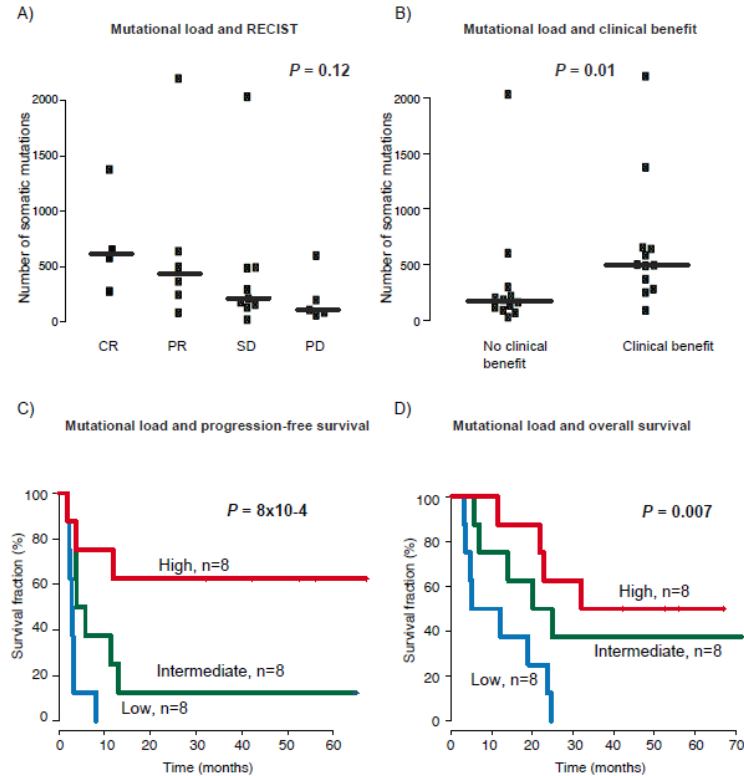 A)
Mutational load and RECIST
P = 0.12
Number of somatic mutations
2000
1500
1000
500
0
CR
PR
SD
PD
B)
Mutational load and clinical benefit
P = 0.01
Number of somatic mutations
2000
1500
1000
500
0
No clinical
benefit
Clinical benefit
C)
Mutational load and progression-free survival
P = 8x10-4
Survival fraction (%)
100
80
60
40
20
0
High, n=8
Intermediate, n=8
Low, n=8
0
10
20
30
40
50
60
Time (months)
D)
Mutational load and overall survival
P = 0.007
Survival fraction (%)
100
80
60
40
20
0
High, n=8
Intermediate, n=8
Low, n=8
0
10
20
30
40
50
60
70
Time (months)